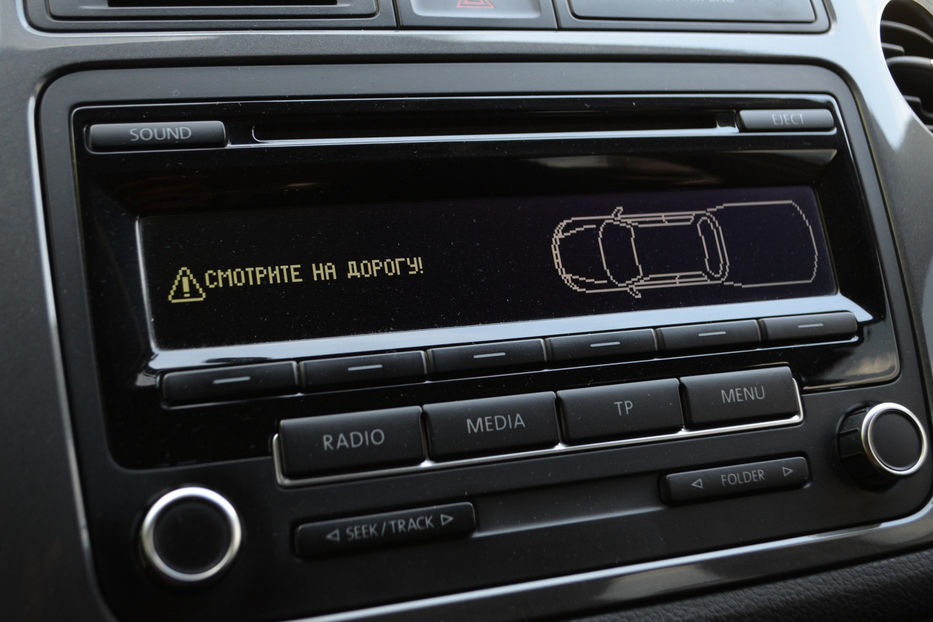 SOUND
EJECT
СМОТРИТЕ НА ДОРОГУ!
RADIO
MEDIA
TP
MENU
SEEK/TRACK
FOLDER